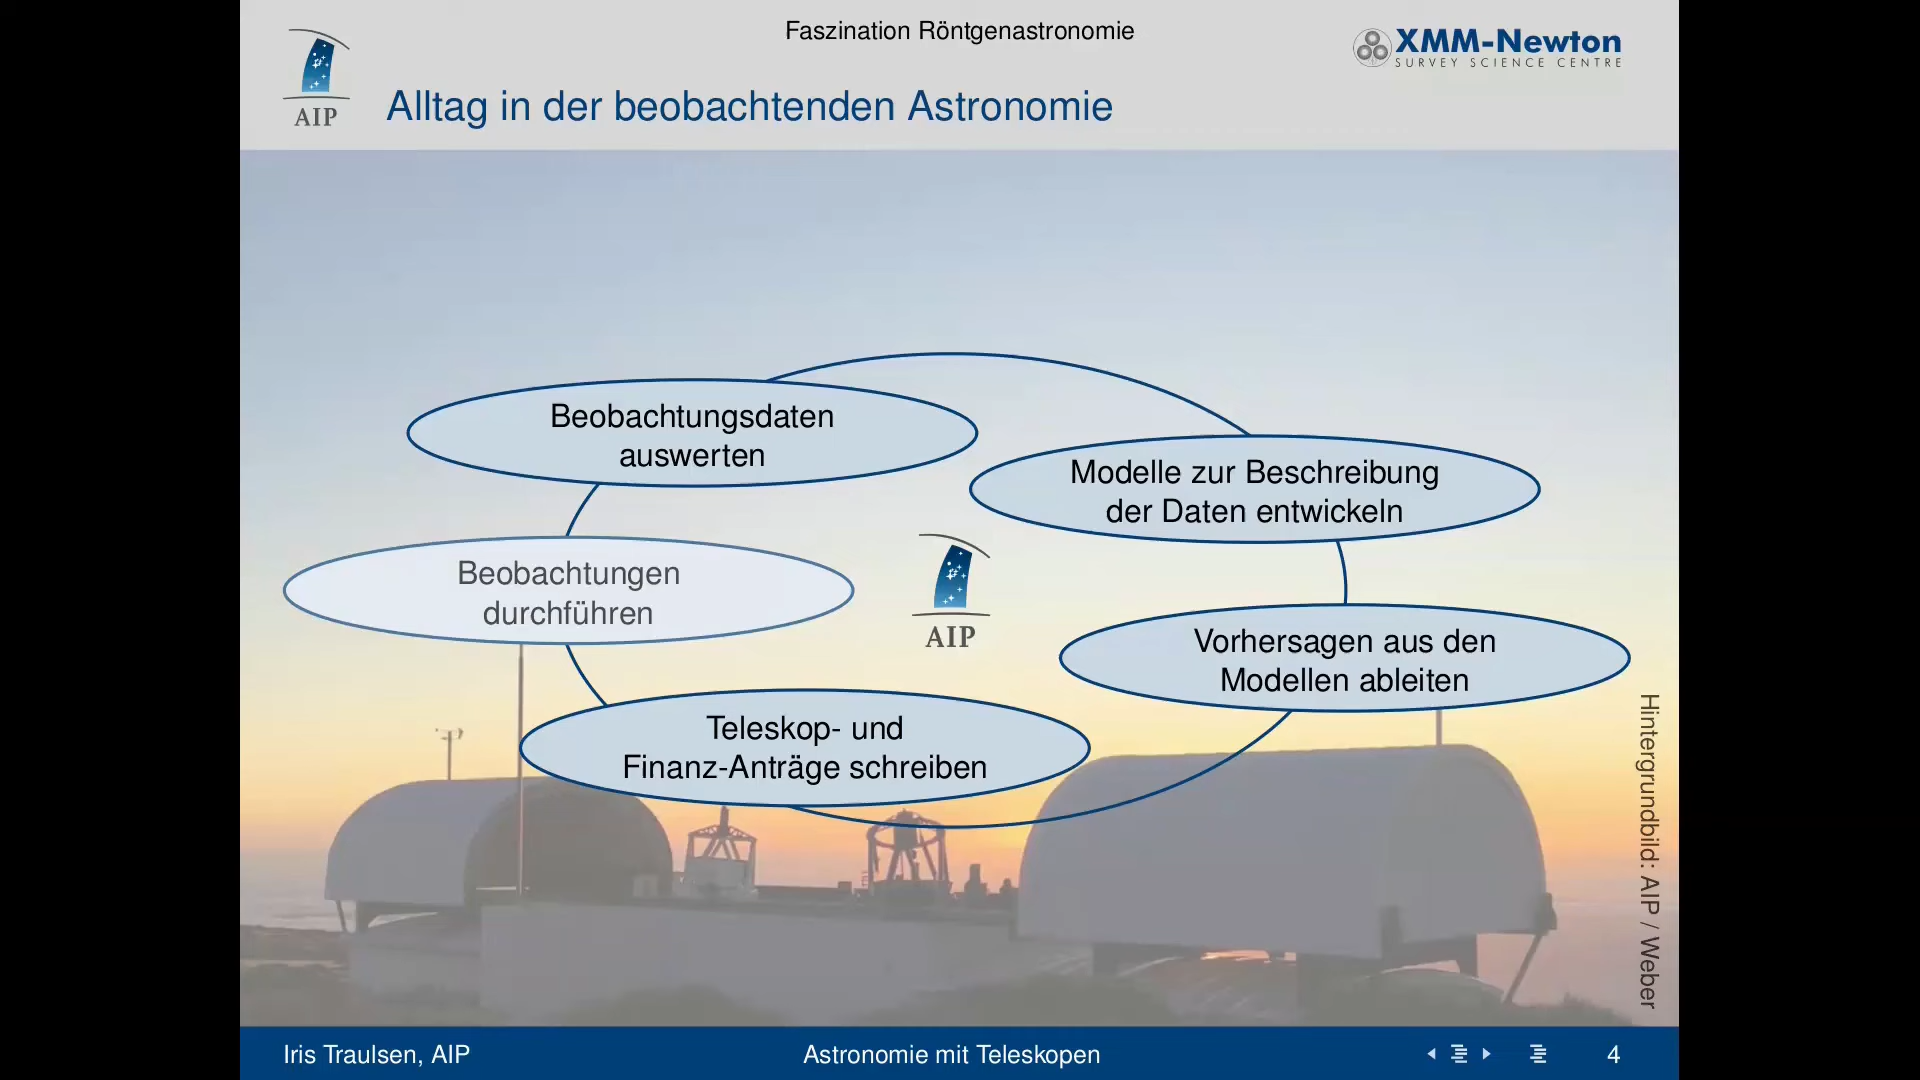 Faszination Röntgenastronomie
XMM-Newton
SURVEY SCIENCE CENTRE
AIP
Alltag in der beobachtenden Astronomie
Beobachtungsdaten
auswerten
Modelle zur Beschreibung
der Daten entwickeln
Beobachtungen
durchführen
AIP
Vorhersagen aus den
Modellen ableiten
Teleskop- und
Finanz-Anträge schreiben
Hintergrundbild: AIP / Weber
Iris Traulsen, AIP
Astronomie mit Teleskopen
4